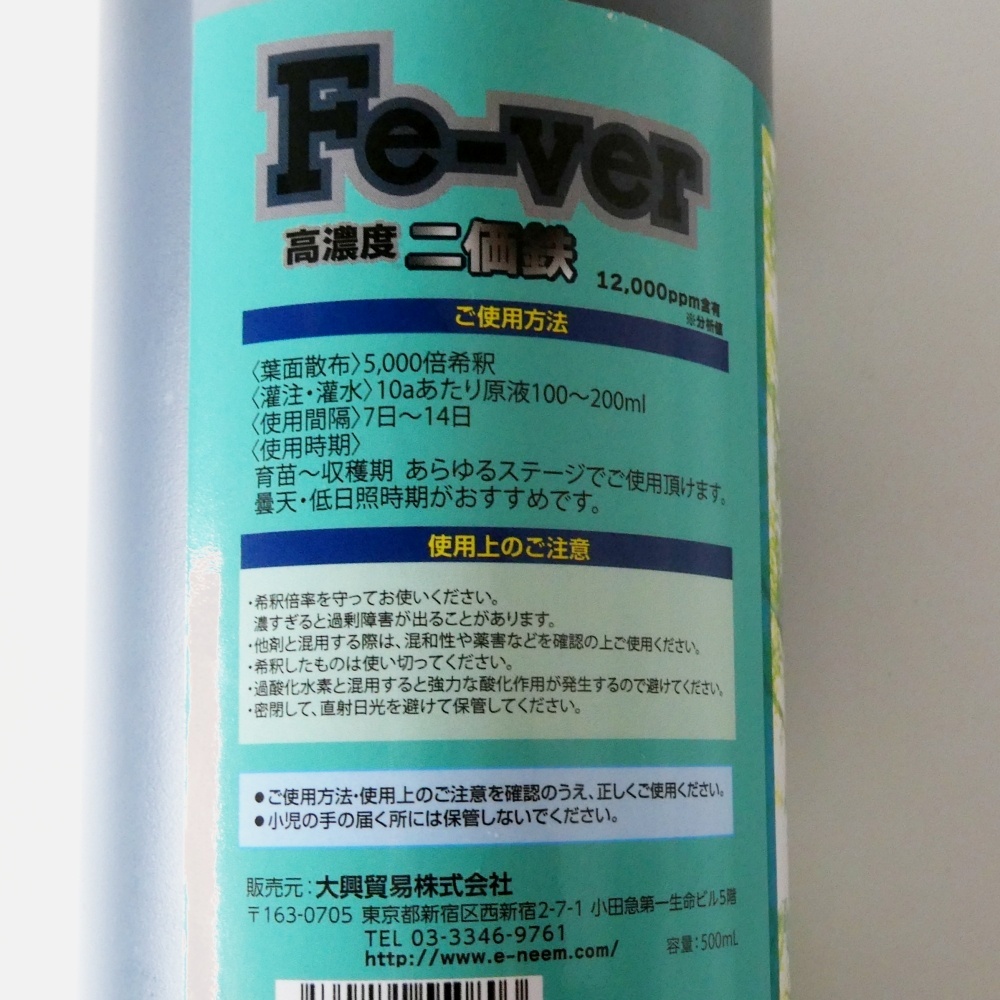 Fe-ver
高濃度 二価鉄 12,000ppm含有
※分析値
ご使用方法
〈葉面散布〉5,000倍希釈
〈灌注・灌水〉10aあたり原液100〜200ml
〈使用間隔〉7日〜14日
〈使用時期〉
育苗〜収穫期 あらゆるステージでご使用頂けます。
曇天・低日照時期がおすすめです。
使用上のご注意
・希釈倍率を守ってお使いください。
濃すぎると過剰障害が出ることがあります。
・他剤と混用する際は、混和性や薬害などを確認の上ご使用ください。
・希釈したものは使い切ってください。
・過酸化水素と混用すると強力な酸化作用が発生するので避けてください。
・密閉して、直射日光を避けて保管してください。
●ご使用方法・使用上のご注意を確認のうえ、正しくご使用ください。
●小児の手の届く所には保管しないでください。
販売元：大興貿易株式会社
〒163-0705 東京都新宿区西新宿2-7-1 小田急第一生命ビル5階
TEL 03-3346-9761
http://www.e-neem.com/
容量：500mL